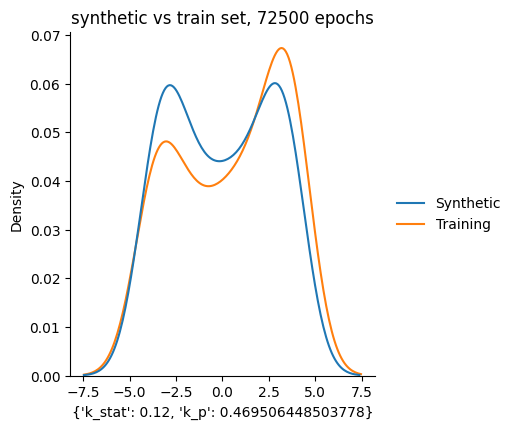 synthetic vs train set, 72500 epochs
0.07
0.06
0.05
0.04
0.03
0.02
0.01
0.00
Density
−7.5 −5.0 −2.5 0.0 2.5 5.0 7.5
{'k_stat': 0.12, 'k_p': 0.469506448503778}
Synthetic
Training